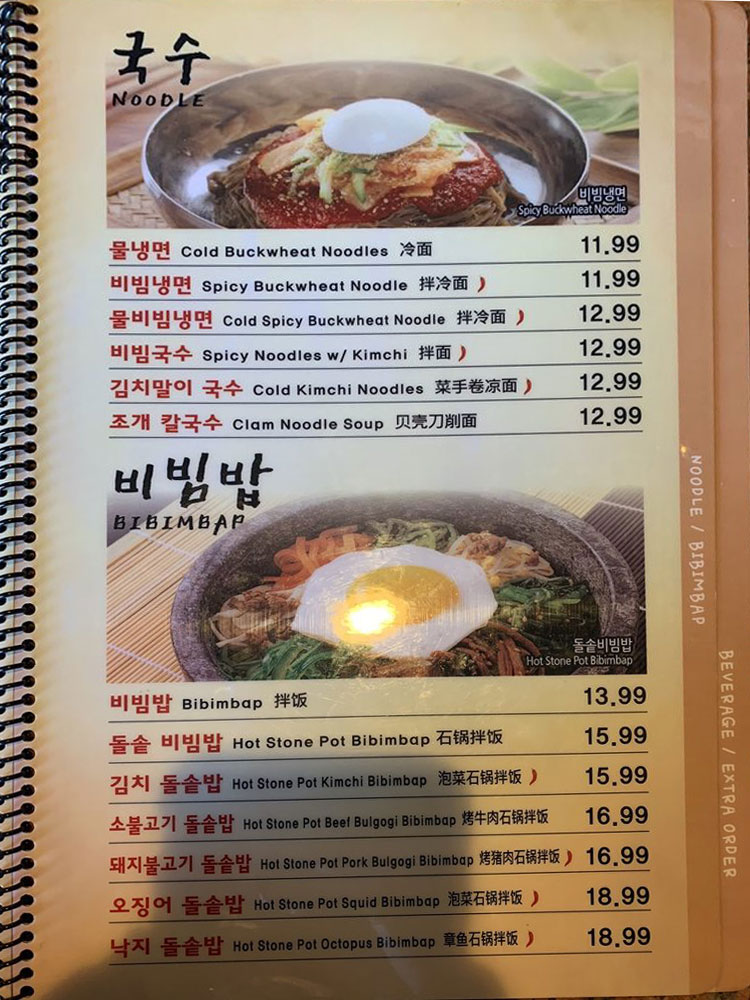 국수
NOODLE
비빔냉면
Spicy Buckwheat Noodle
물냉면 Cold Buckwheat Noodles 冷面 11.99
비빔냉면 Spicy Buckwheat Noodle 拌冷面 11.99
물비빔냉면 Cold Spicy Buckwheat Noodle 拌冷面 12.99
비빔국수 Spicy Noodles w/ Kimchi 拌面 12.99
김치말이 국수 Cold Kimchi Noodles 菜手卷凉面 12.99
조개 칼국수 Clam Noodle Soup 贝壳刀削面 12.99
비빔밥
BIBIMBAP
돌솥비빔밥
Hot Stone Pot Bibimbap
비빔밥 Bibimbap 拌饭 13.99
돌솥 비빔밥 Hot Stone Pot Bibimbap 石锅拌饭 15.99
김치 돌솥밥 Hot Stone Pot Kimchi Bibimbap 泡菜石锅拌饭 15.99
소불고기 돌솥밥 Hot Stone Pot Beef Bulgogi Bibimbap 烤牛肉石锅拌饭 16.99
돼지불고기 돌솥밥 Hot Stone Pot Pork Bulgogi Bibimbap 烤猪肉石锅拌饭 16.99
오징어 돌솥밥 Hot Stone Pot Squid Bibimbap 泡菜石锅拌饭 18.99
낙지 돌솥밥 Hot Stone Pot Octopus Bibimbap 章鱼石锅拌饭 18.99
NOODLE / BIBIMBAP
BEVERAGE / EXTRA ORDER